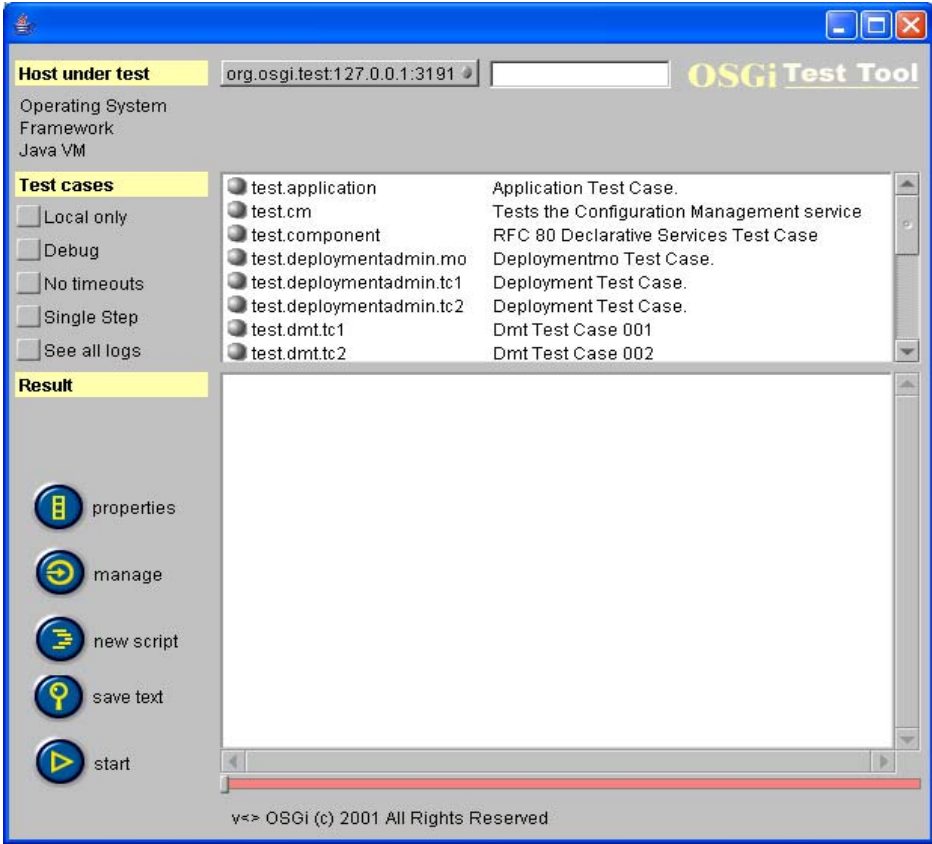 Host under test
org.osgi.test:127.0.0.1:3191
OSGi Test Tool
Operating System
Framework
Java VM
Test cases
Local only
Debug
No timeouts
Single Step
See all logs
test.application Application Test Case.
test.cm Tests the Configuration Management service
test.component RFC 80 Declarative Services Test Case
test.deploymentadmin.mo Deploymentmo Test Case.
test.deploymentadmin.tc1 Deployment Test Case.
test.deploymentadmin.tc2 Deployment Test Case.
test.dmt.tc1 Dmt Test Case 001
test.dmt.tc2 Dmt Test Case 002
Result
properties
manage
new script
save text
start
v<> OSGi (c) 2001 All Rights Reserved